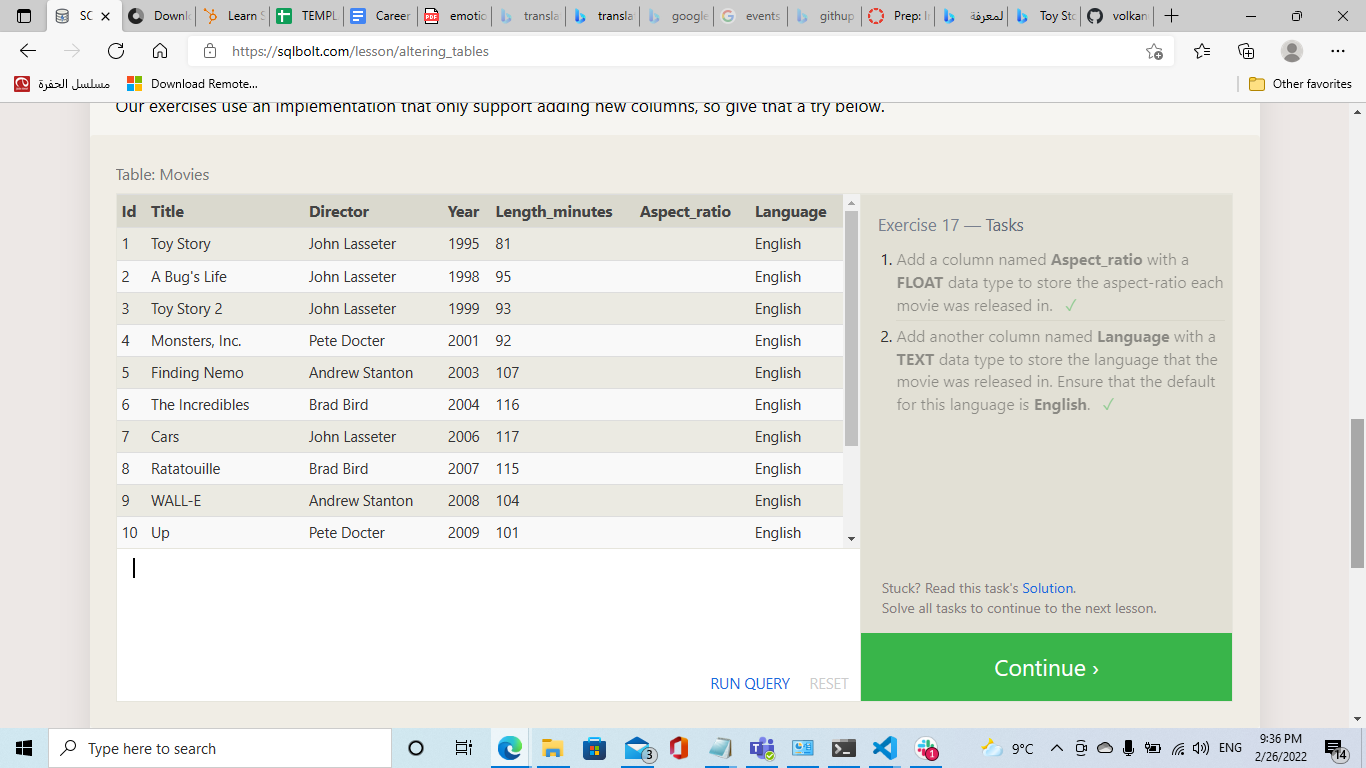 SC
Downl
Learn S
TEMPL
Career
emotio
transla
translat
google
events
githup
Prep: I
لمعرفة
Toy Sto
volkan
https://sqlbolt.com/lesson/altering_tables
مسلسل الحفرة
Download Remote...
Other favorites
Our exercises use an implementation that only support adding new columns, so give that a try below.
Table: Movies
Id Title Director Year Length_minutes Aspect_ratio Language
1 Toy Story John Lasseter 1995 81 English
2 A Bug's Life John Lasseter 1998 95 English
3 Toy Story 2 John Lasseter 1999 93 English
4 Monsters, Inc. Pete Docter 2001 92 English
5 Finding Nemo Andrew Stanton 2003 107 English
6 The Incredibles Brad Bird 2004 116 English
7 Cars John Lasseter 2006 117 English
8 Ratatouille Brad Bird 2007 115 English
9 WALL-E Andrew Stanton 2008 104 English
10 Up Pete Docter 2009 101 English
RUN QUERY RESET
Exercise 17 — Tasks
1. Add a column named Aspect_ratio with a
FLOAT data type to store the aspect-ratio each
movie was released in. ✓
2. Add another column named Language with a
TEXT data type to store the language that the
movie was released in. Ensure that the default
for this language is English. ✓
Stuck? Read this task's Solution.
Solve all tasks to continue to the next lesson.
Continue ›
Type here to search
3
1
9°C
ENG
9:36 PM
2/26/2022
14